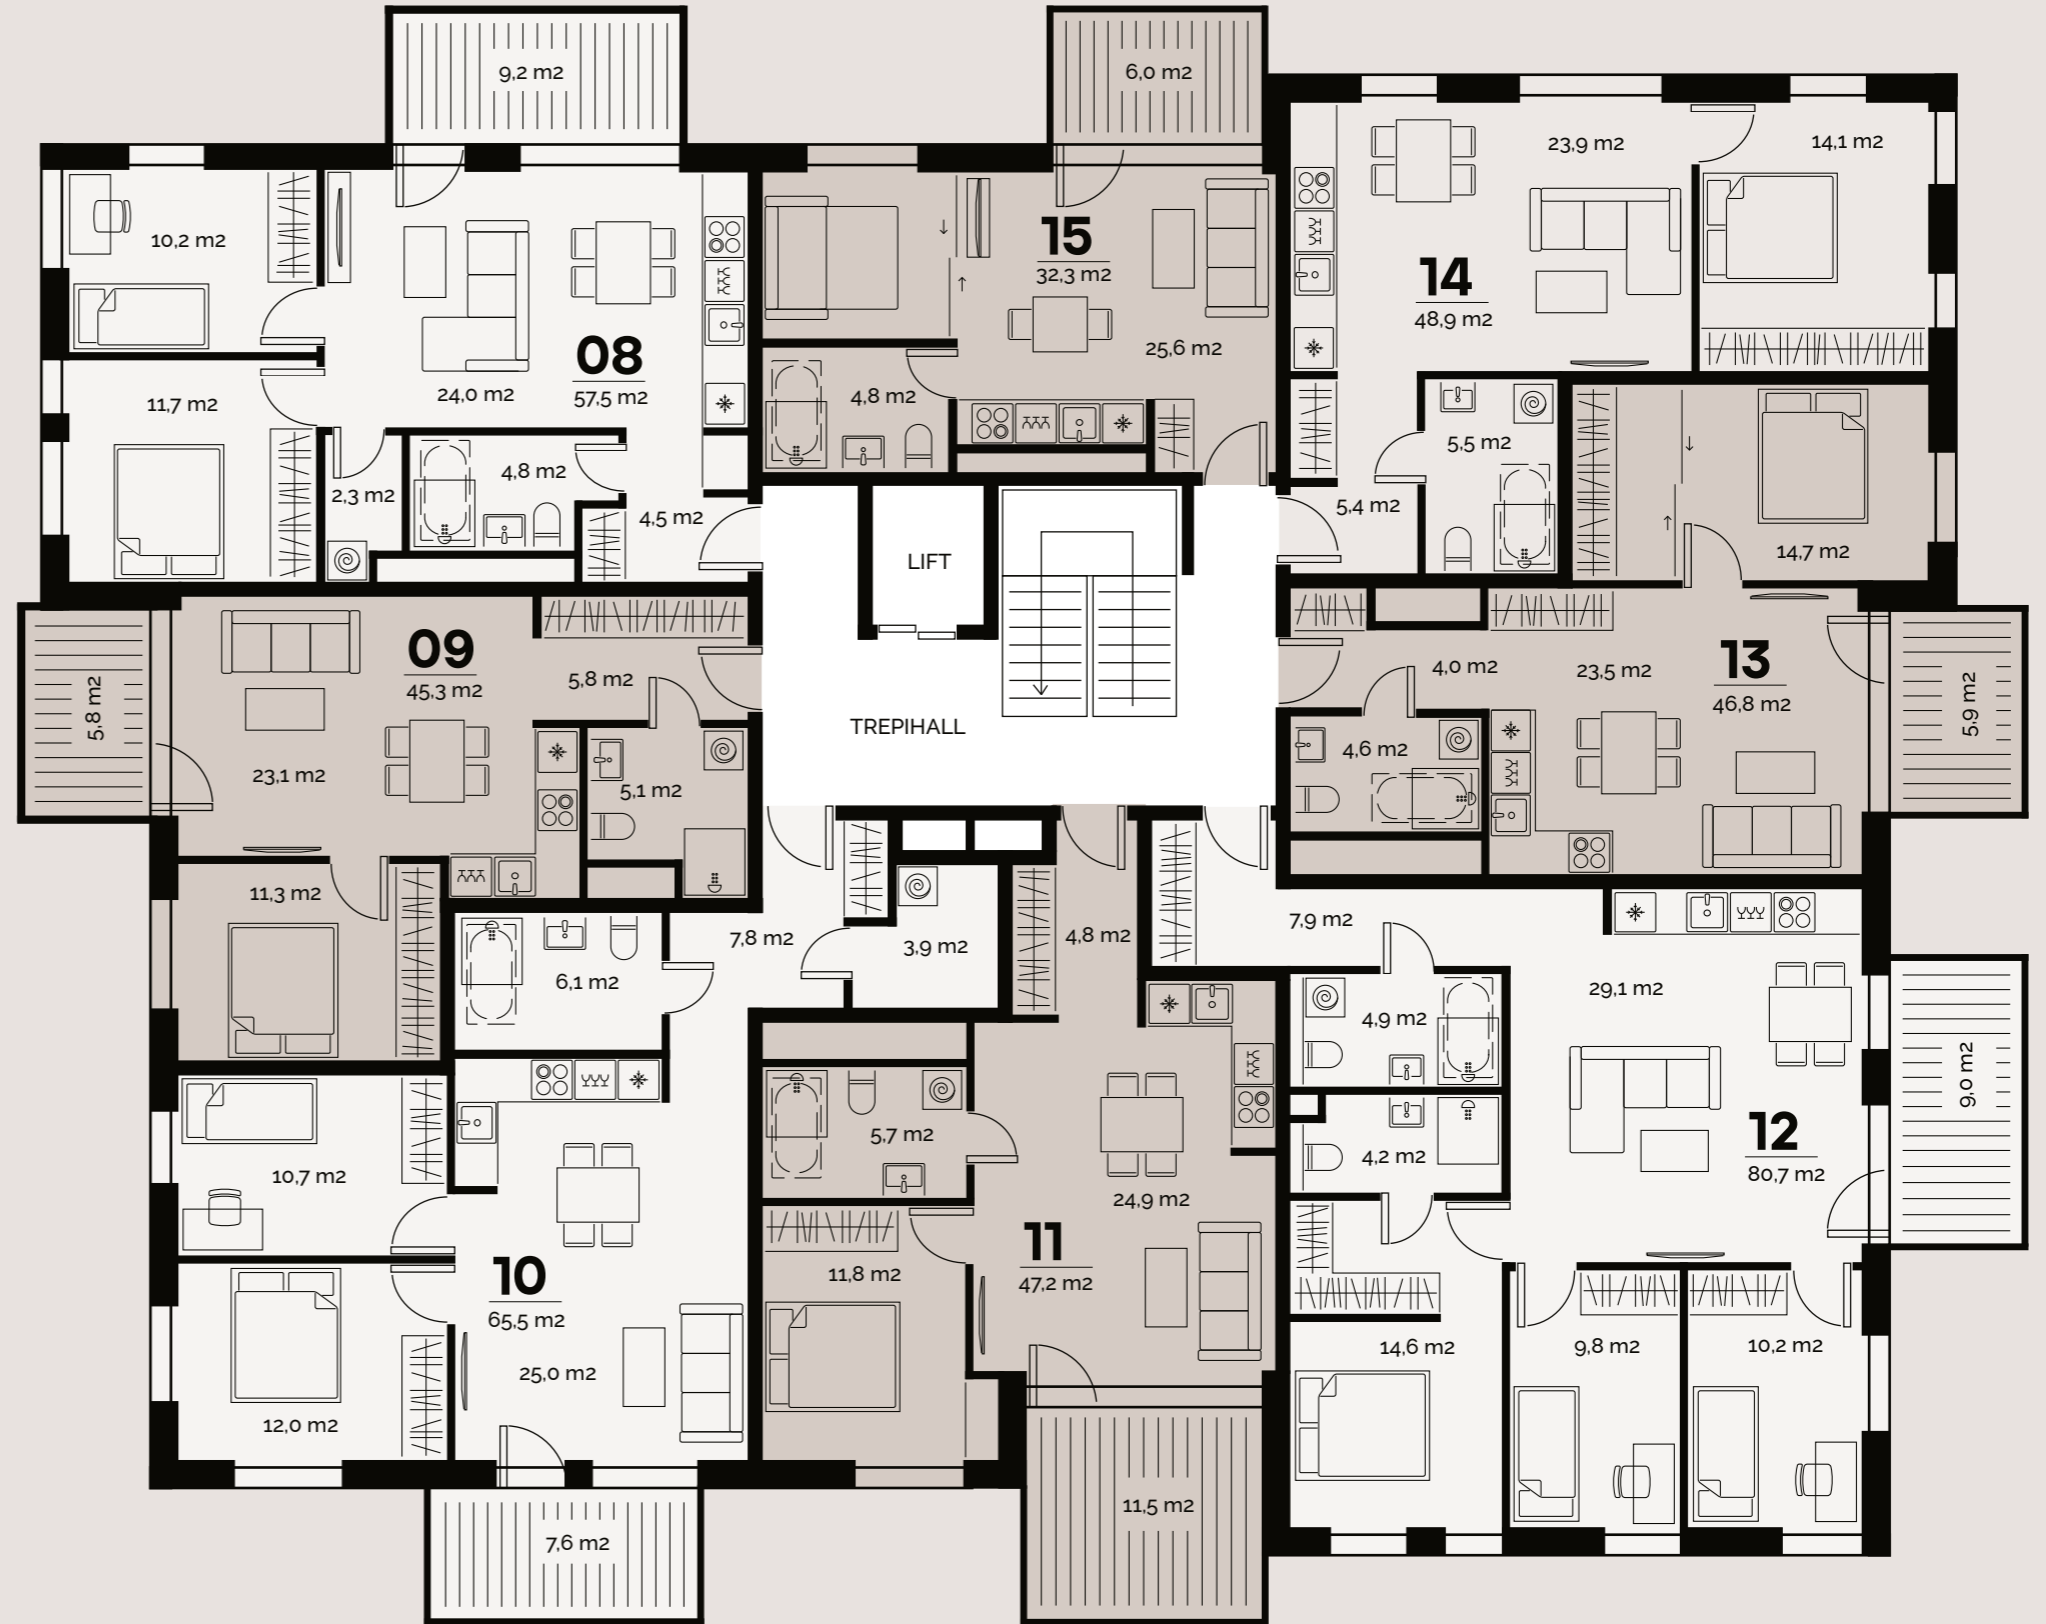 9,2 m2
6,0 m2
23,9 m2
14,1 m2
10,2 m2
15
32,3 m2
14
48,9 m2
08
57,5 m2
24,0 m2
11,7 m2
25,6 m2
4,8 m2
4,8 m2
2,3 m2
4,5 m2
5,5 m2
5,4 m2
14,7 m2
LIFT
09
45,3 m2
5,8 m2
5,8 m2
23,1 m2
5,1 m2
TREPIHALL
4,0 m2
23,5 m2
13
46,8 m2
5,9 m2
4,6 m2
11,3 m2
6,1 m2
7,8 m2
3,9 m2
4,8 m2
7,9 m2
29,1 m2
4,9 m2
9,0 m2
10,7 m2
5,7 m2
24,9 m2
4,2 m2
12
80,7 m2
10
65,5 m2
11,8 m2
11
47,2 m2
25,0 m2
12,0 m2
14,6 m2
9,8 m2
10,2 m2
11,5 m2
7,6 m2